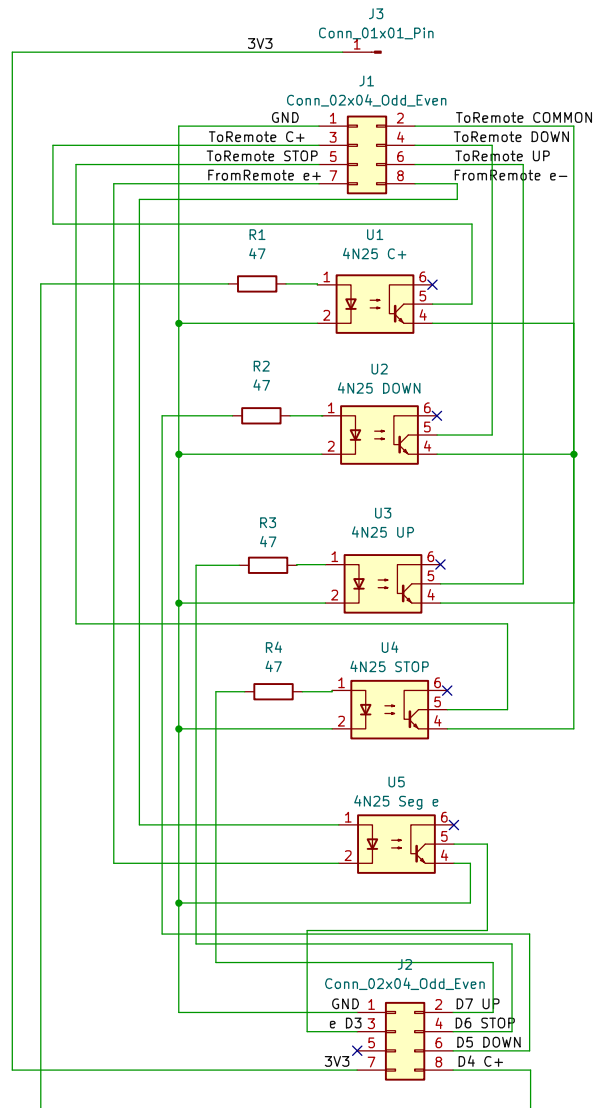 J3
Conn_01x01_Pin
3V3 1
J1
Conn_02x04_Odd_Even
GND 1 2 ToRemote COMMON
ToRemote C+ 3 4 ToRemote DOWN
ToRemote STOP 5 6 ToRemote UP
FromRemote e+ 7 8 FromRemote e-
R1
47
U1
4N25 C+
1 6
5
2 4
R2
47
U2
4N25 DOWN
1 6
5
2 4
R3
47
U3
4N25 UP
1 6
5
2 4
R4
47
U4
4N25 STOP
1 6
5
2 4
U5
4N25 Seg e
1 6
5
2 4
J2
Conn_02x04_Odd_Even
GND 1 2 D7 UP
e D3 3 4 D6 STOP
5 6 D5 DOWN
3V3 7 8 D4 C+